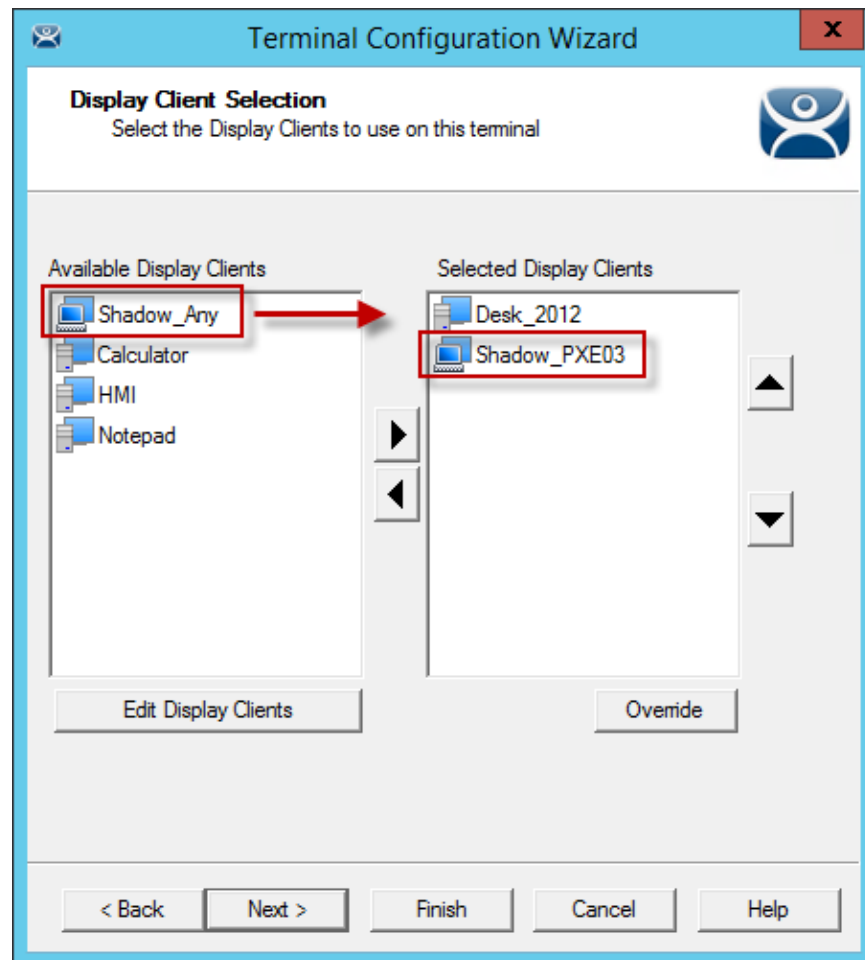 Terminal Configuration Wizard
x
Display Client Selection
Select the Display Clients to use on this terminal
Available Display Clients
Selected Display Clients
Shadow_Any
Calculator
HMI
Notepad
Desk_2012
Shadow_PXE03
Edit Display Clients
Override
< Back
Next >
Finish
Cancel
Help